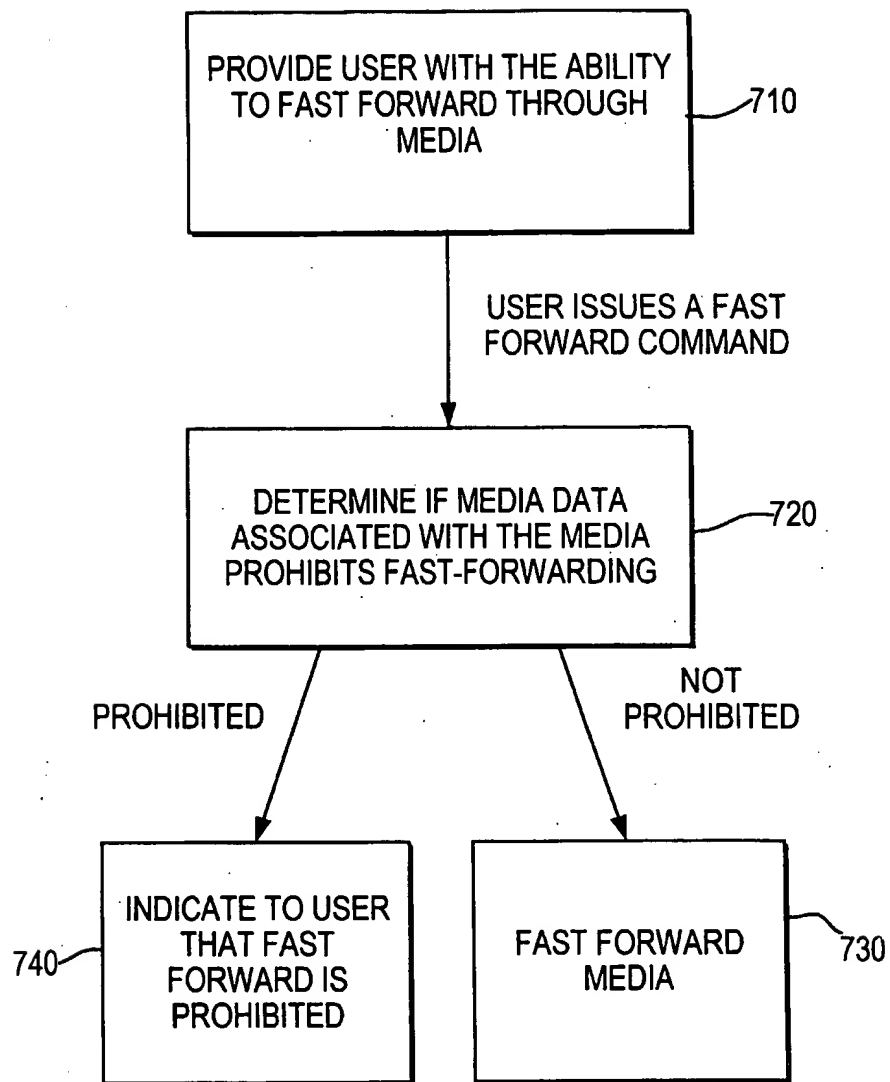 PROVIDE USER WITH THE ABILITY
TO FAST FORWARD THROUGH
MEDIA
710
USER ISSUES A FAST
FORWARD COMMAND
DETERMINE IF MEDIA DATA
ASSOCIATED WITH THE MEDIA
PROHIBITS FAST-FORWARDING
720
PROHIBITED
NOT
PROHIBITED
740
INDICATE TO USER
THAT FAST
FORWARD IS
PROHIBITED
FAST FORWARD
MEDIA
730